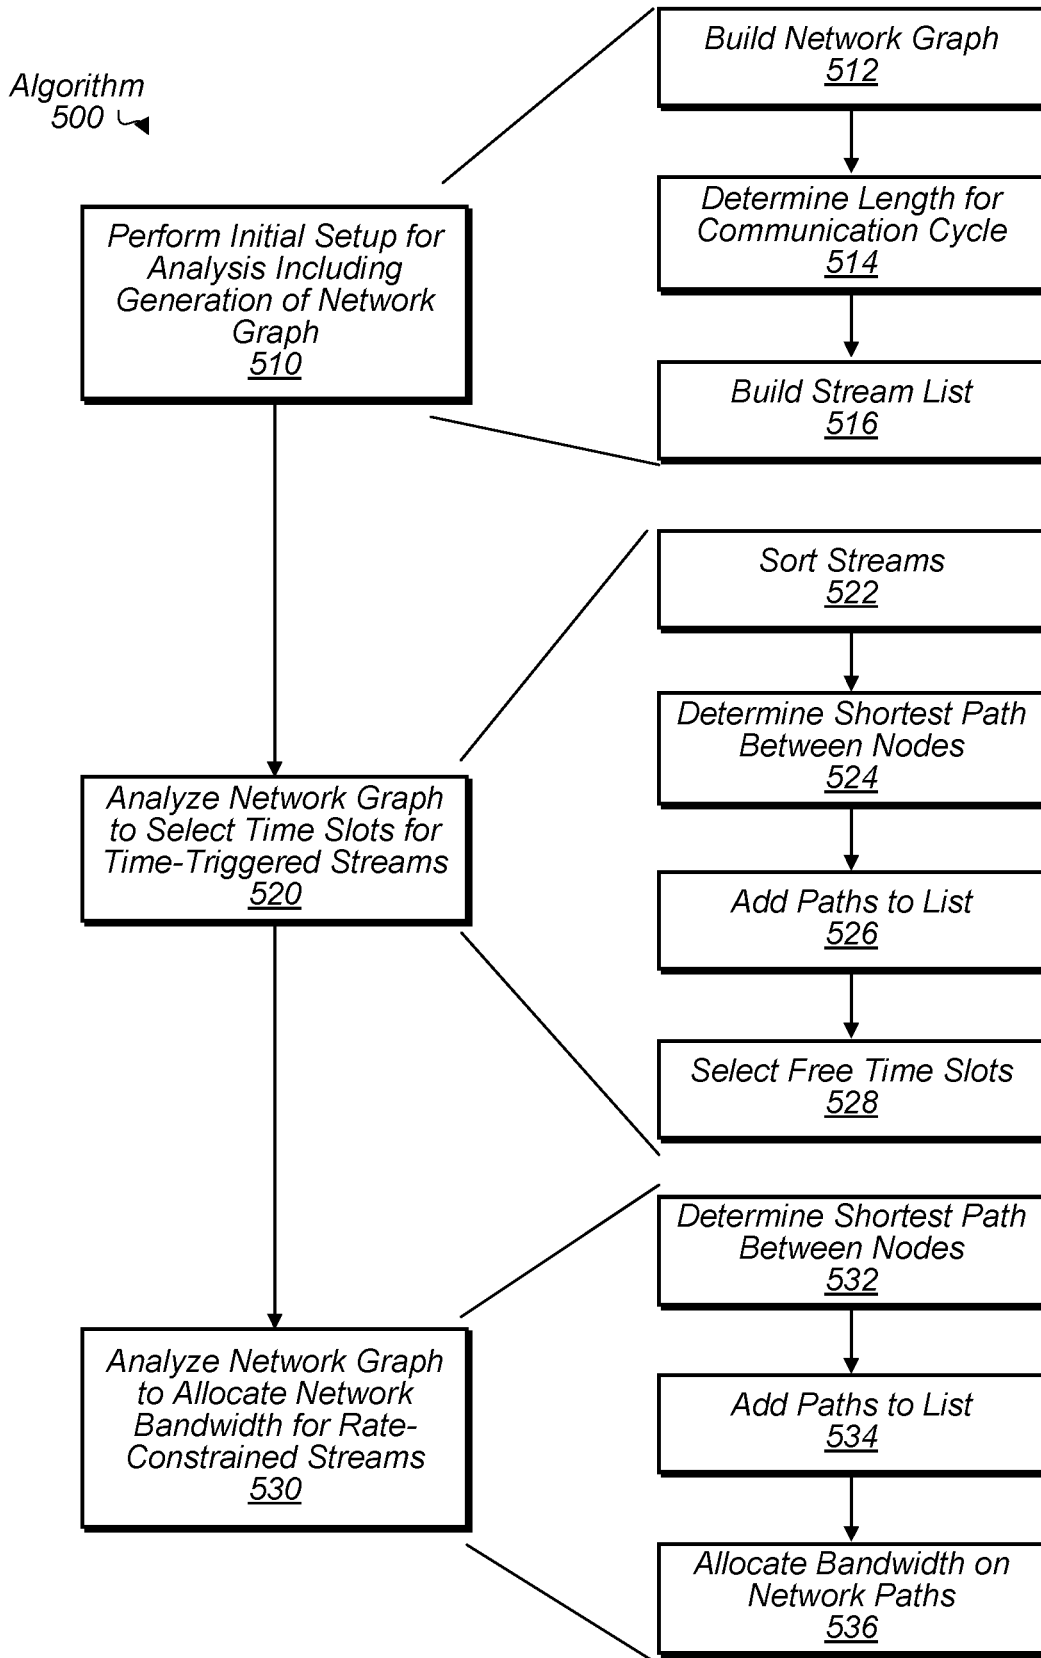 Algorithm
500
Perform Initial Setup for
Analysis Including
Generation of Network
Graph
510
Build Network Graph
512
Determine Length for
Communication Cycle
514
Build Stream List
516
Analyze Network Graph
to Select Time Slots for
Time-Triggered Streams
520
Sort Streams
522
Determine Shortest Path
Between Nodes
524
Add Paths to List
526
Select Free Time Slots
528
Analyze Network Graph
to Allocate Network
Bandwidth for Rate-
Constrained Streams
530
Determine Shortest Path
Between Nodes
532
Add Paths to List
534
Allocate Bandwidth on
Network Paths
536